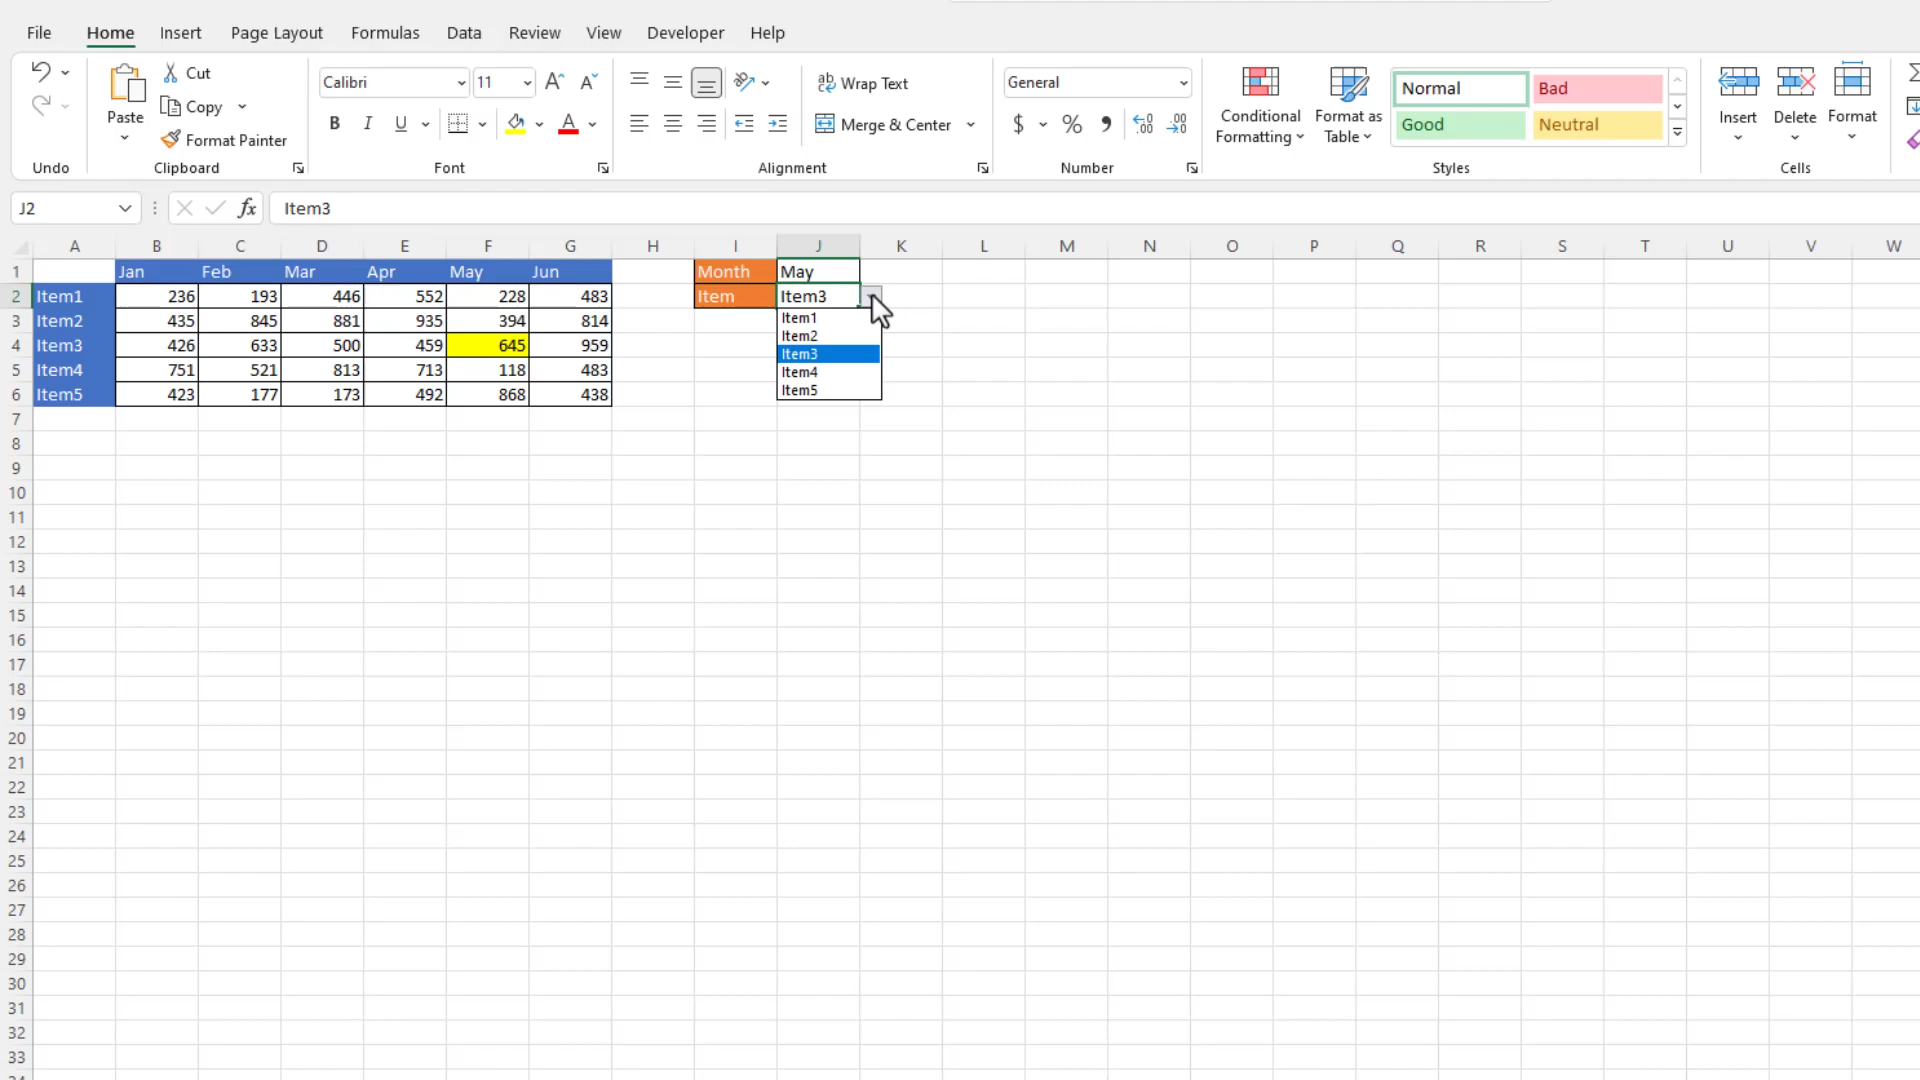 File Home Insert Page Layout Formulas Data Review View Developer Help
Cut Calibri 11 A A Wrap Text General Normal Bad
Copy
Paste Conditional Formatting Format as Table Good Neutral Insert Delete Format
Format Painter B I U A Merge & Center $ % 9 .00 .00
Undo Clipboard Font Alignment Number Styles Cells
J2 fx Item3
A B C D E F G H I J K L M N O P Q R S T U V W
1 Jan Feb Mar Apr May Jun Month May
2 Item1 236 193 446 552 228 483 Item Item3
3 Item2 435 845 881 935 394 814 Item1
Item2
4 Item3 426 633 500 459 645 959 Item3
5 Item4 751 521 813 713 118 483 Item4
6 Item5 423 177 173 492 868 438 Item5
7
8
9
10
11
12
13
14
15
16
17
18
19
20
21
22
23
24
25
26
27
28
29
30
31
32
33